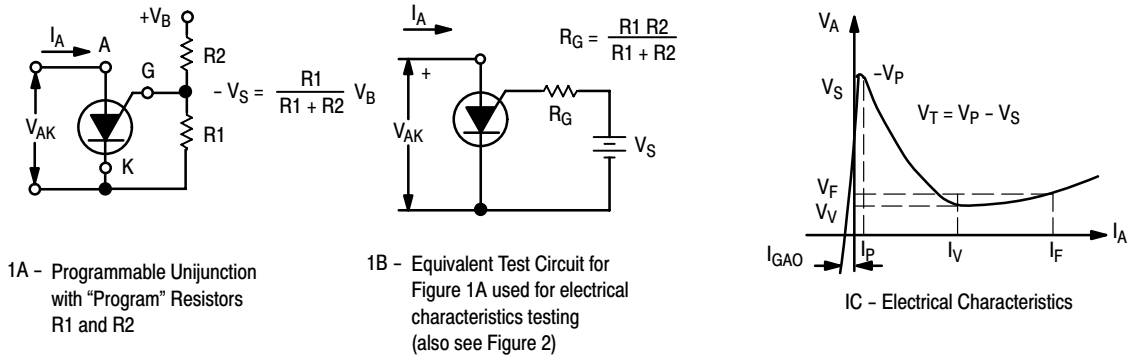 +V_B
I_A
A
R2
G
- V_S = R1 / (R1 + R2) V_B
V_AK
R1
K
1A – Programmable Unijunction
with “Program” Resistors
R1 and R2
I_A
R_G = R1 R2 / (R1 + R2)
+
V_AK
R_G
V_S
1B – Equivalent Test Circuit for
Figure 1A used for electrical
characteristics testing
(also see Figure 2)
V_A
-V_P
V_S
V_T = V_P – V_S
V_F
V_V
I_A
I_GAO
I_P
I_V
I_F
IC – Electrical Characteristics